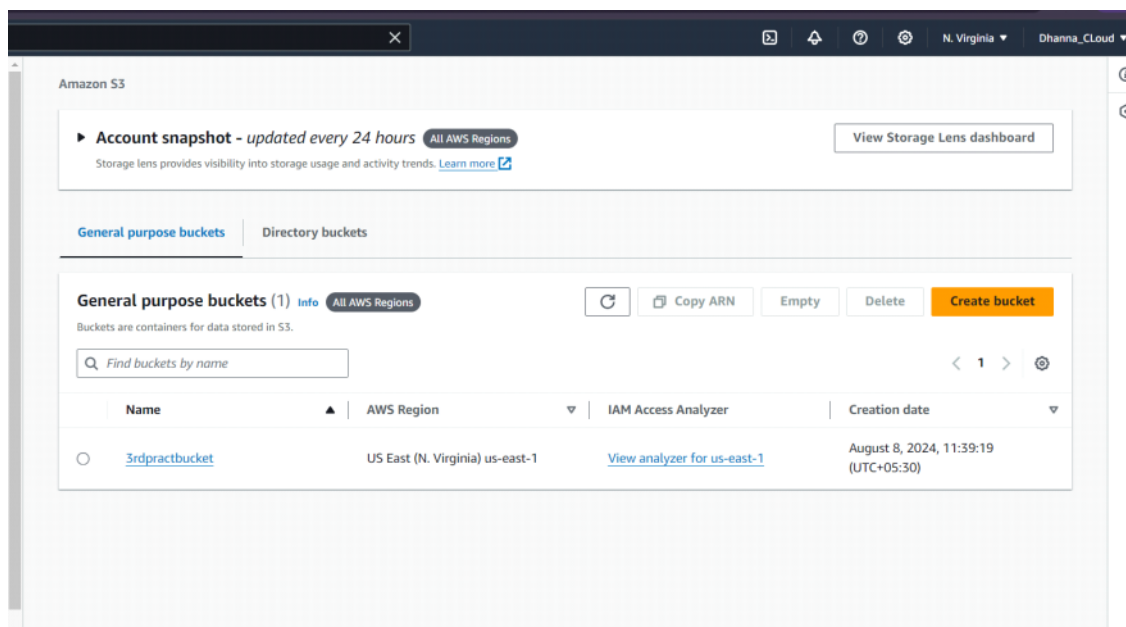 N. Virginia ▼ Dhanna_CLoud ▼
Amazon S3
Account snapshot - updated every 24 hours All AWS Regions
View Storage Lens dashboard
Storage lens provides visibility into storage usage and activity trends. Learn more
General purpose buckets Directory buckets
General purpose buckets (1) Info All AWS Regions
Copy ARN Empty Delete Create bucket
Buckets are containers for data stored in S3.
Find buckets by name
1
Name AWS Region IAM Access Analyzer Creation date
3rdpractbucket US East (N. Virginia) us-east-1 View analyzer for us-east-1 August 8, 2024, 11:39:19
(UTC+05:30)